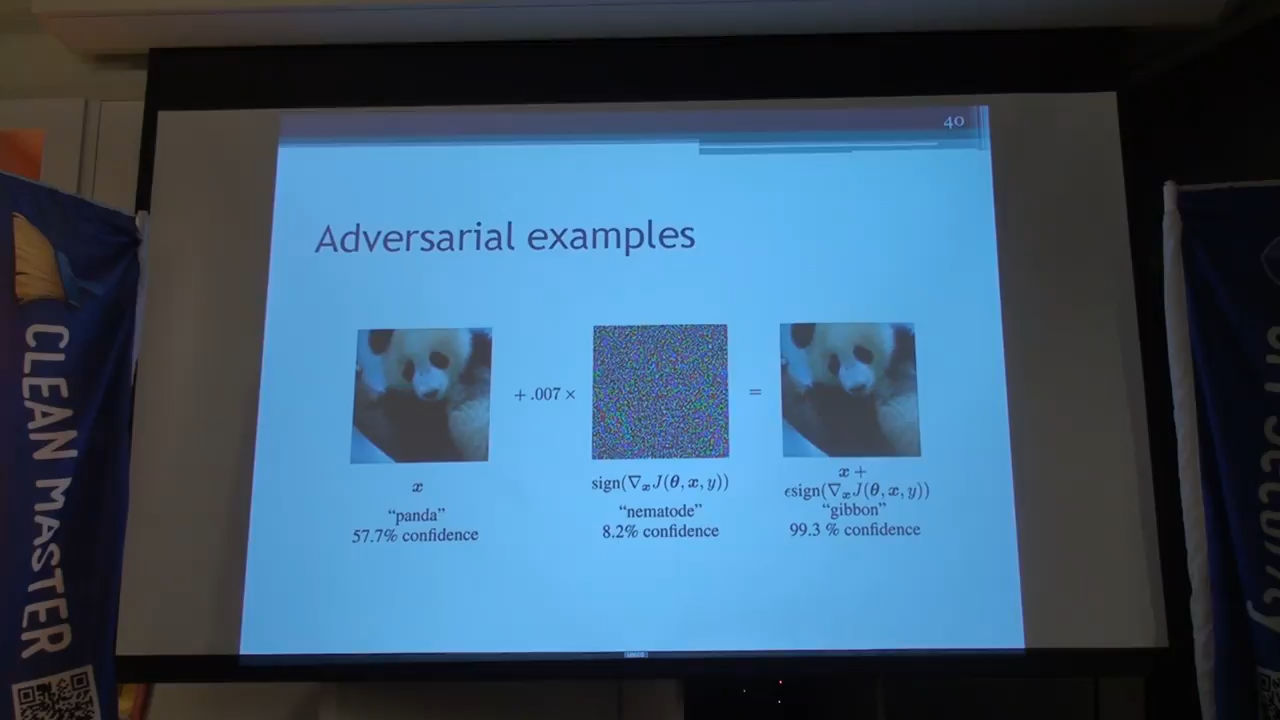 40
Adversarial examples
+ .007 ×
=
x
"panda"
57.7% confidence
sign(∇ₓJ(θ, x, y))
"nematode"
8.2% confidence
x +
ϵsign(∇ₓJ(θ, x, y))
"gibbon"
99.3 % confidence
CLEAN MASTER